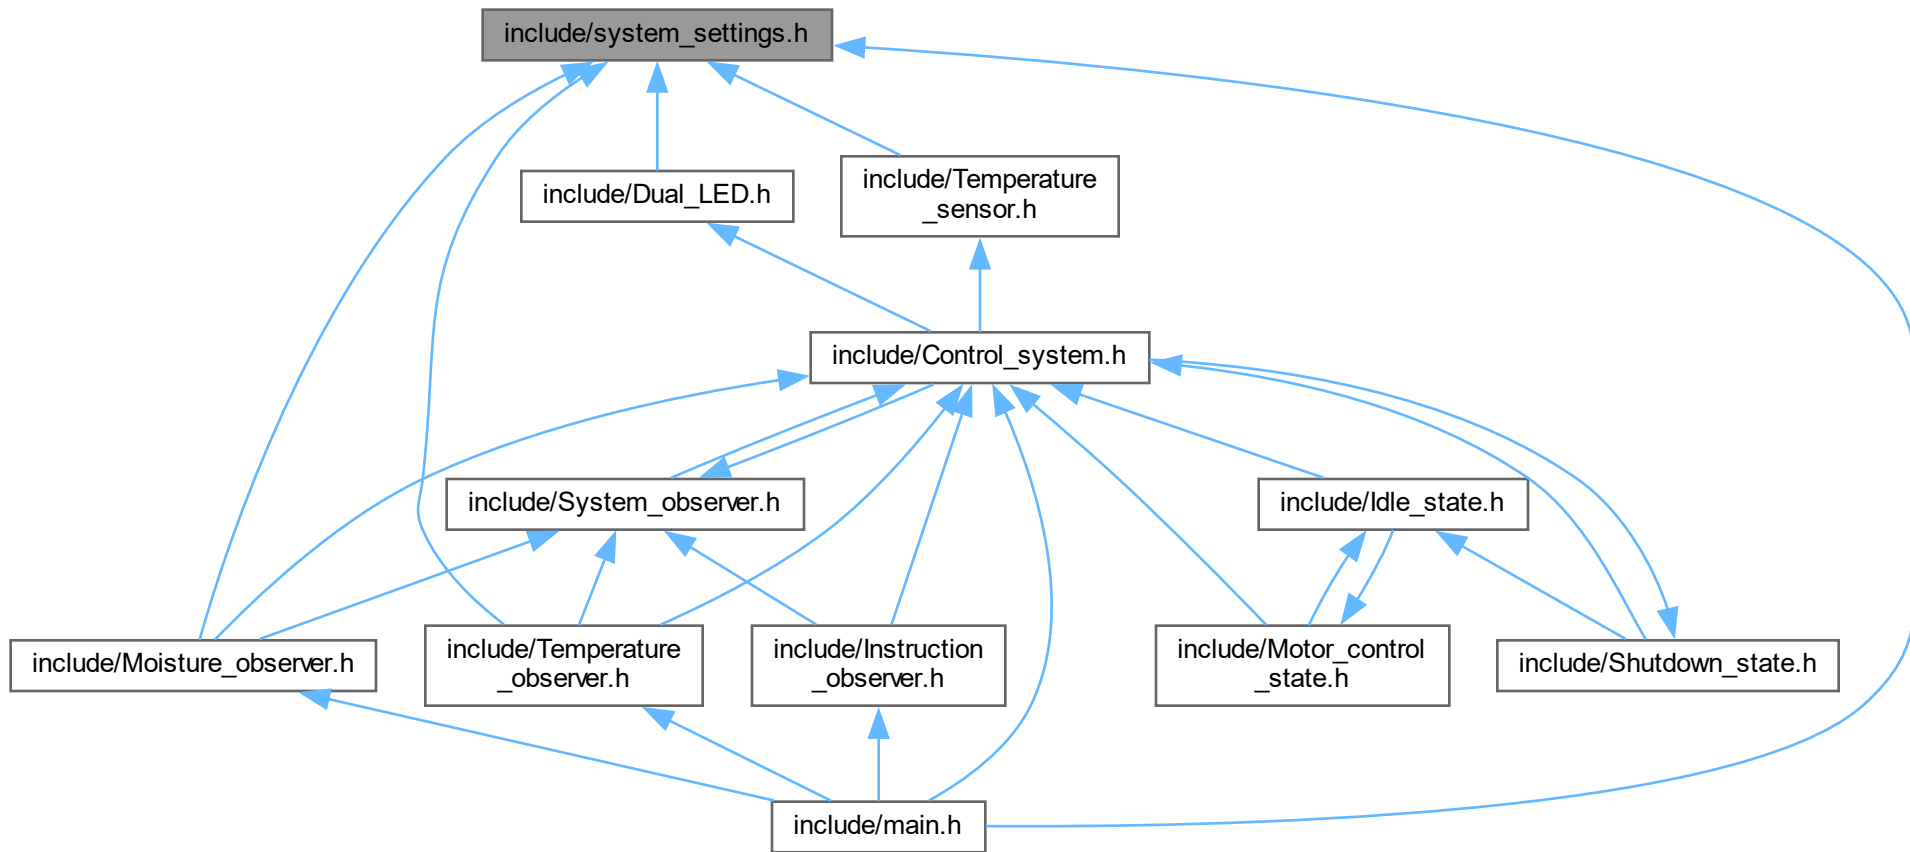 include/system_settings.h
include/Dual_LED.h
include/Temperature
_sensor.h
include/Control_system.h
include/System_observer.h
include/Idle_state.h
include/Moisture_observer.h
include/Temperature
_observer.h
include/Instruction
_observer.h
include/Motor_control
_state.h
include/Shutdown_state.h
include/main.h